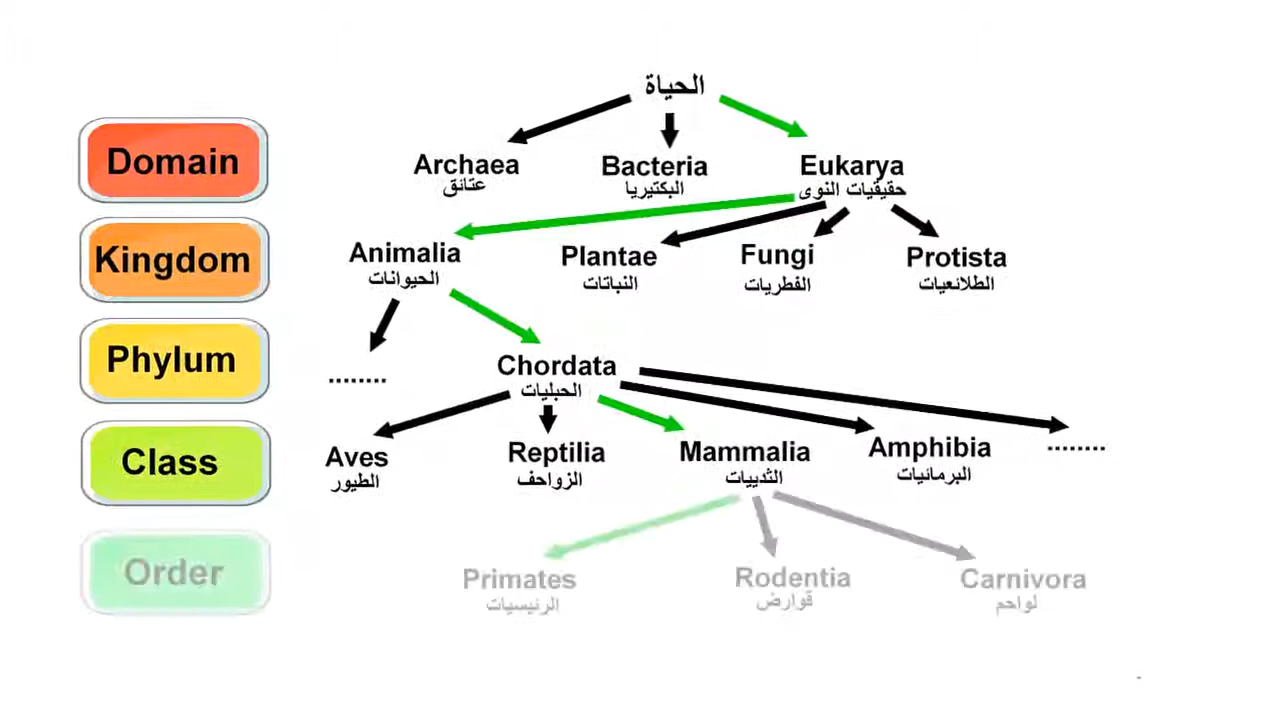 الحياة
Domain
Archaea
عتائق
Bacteria
البكتيريا
Eukarya
حقيقيات النوى
Kingdom
Animalia
الحيوانات
Plantae
النباتات
Fungi
الفطريات
Protista
الطلائعيات
Phylum
........
Chordata
الحبليات
Class
Aves
الطيور
Reptilia
الزواحف
Mammalia
الثدييات
Amphibia
البرمائيات
........
Order
Primates
الرئيسيات
Rodentia
قوارض
Carnivora
لواحم